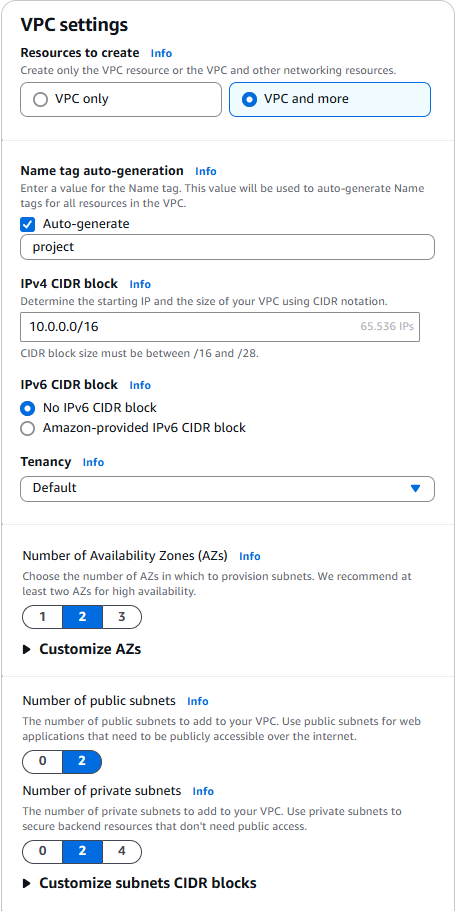 VPC settings
Resources to create Info
Create only the VPC resource or the VPC and other networking resources.
VPC only VPC and more
Name tag auto-generation Info
Enter a value for the Name tag. This value will be used to auto-generate Name
tags for all resources in the VPC.
Auto-generate
project
IPv4 CIDR block Info
Determine the starting IP and the size of your VPC using CIDR notation.
10.0.0.0/16 65.536 IPs
CIDR block size must be between /16 and /28.
IPv6 CIDR block Info
No IPv6 CIDR block
Amazon-provided IPv6 CIDR block
Tenancy Info
Default
Number of Availability Zones (AZs) Info
Choose the number of AZs in which to provision subnets. We recommend at
least two AZs for high availability.
1 2 3
Customize AZs
Number of public subnets Info
The number of public subnets to add to your VPC. Use public subnets for web
applications that need to be publicly accessible over the internet.
0 2
Number of private subnets Info
The number of private subnets to add to your VPC. Use private subnets to
secure backend resources that don't need public access.
0 2 4
Customize subnets CIDR blocks